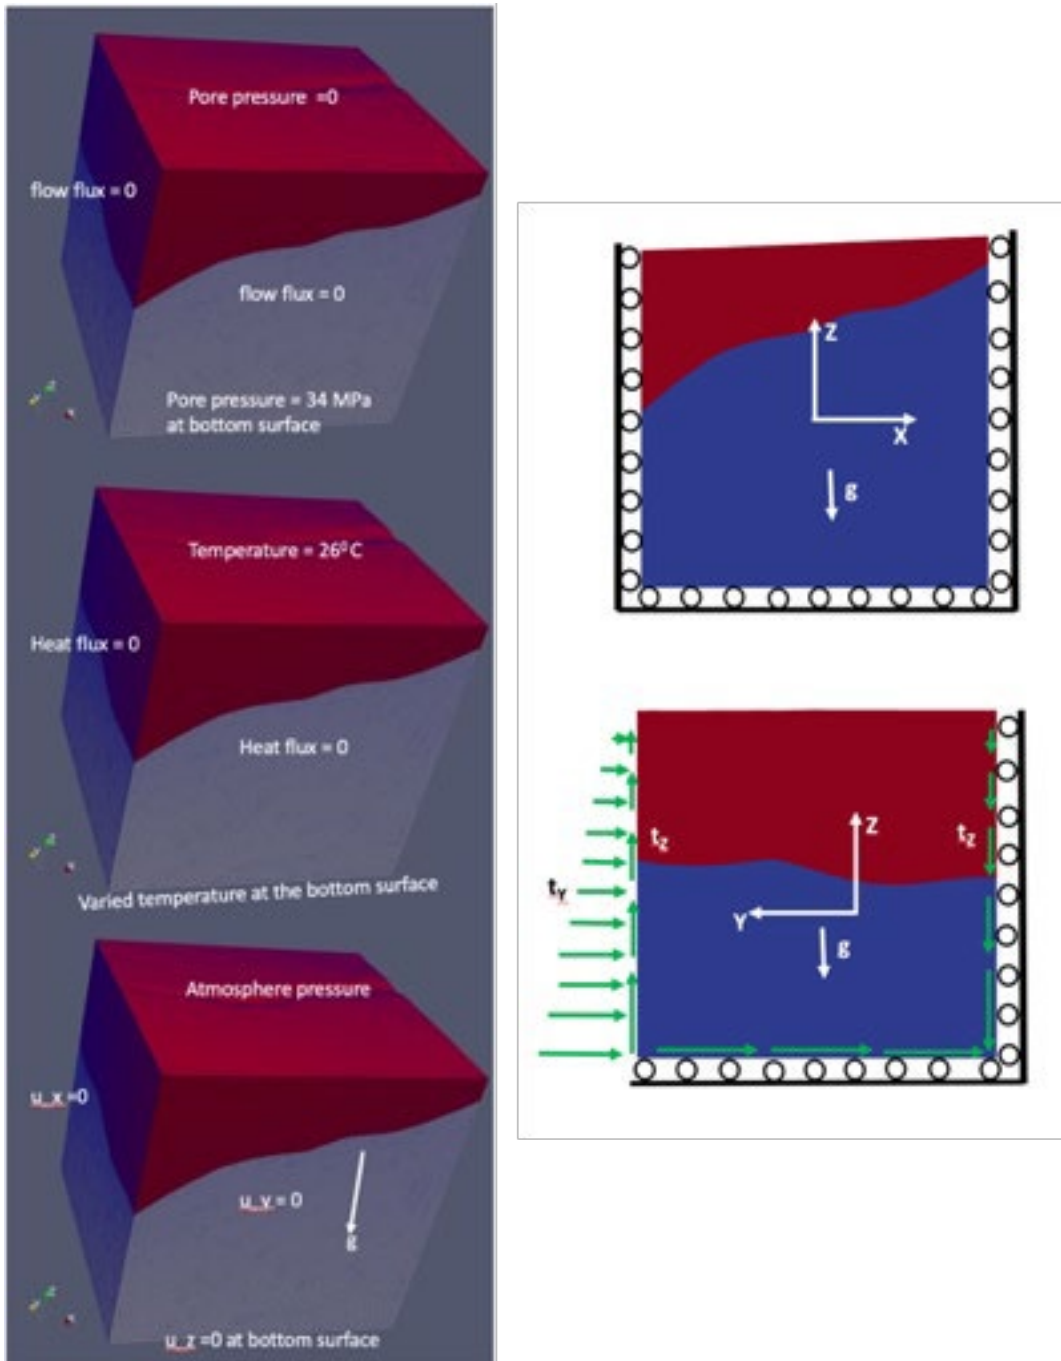 Pore pressure =0
flow flux = 0
flow flux = 0
Pore pressure = 34 MPa
at bottom surface
Temperature = 26⁰ C
Heat flux = 0
Heat flux = 0
Varied temperature at the bottom surface
Atmosphere pressure
u_x =0
u_y = 0
g
u_z =0 at bottom surface
Z
X
g
t_Z
Z
t_Z
t_Y
Y
g